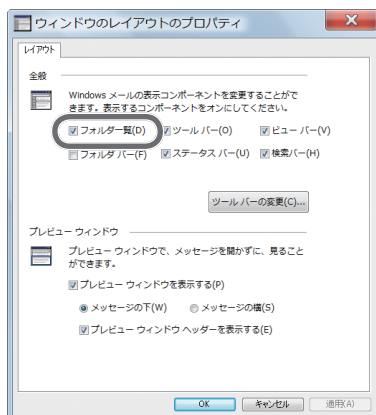 ウィンドウのレイアウトのプロパティ
レイアウト
全般
Windows メールの表示コンポーネントを変更することがで
きます。表示するコンポーネントをオンにしてください。
フォルダ一覧(D) ツール バー(O) ビュー バー(V)
フォルダ バー(F) ステータス バー(U) 検索バー(H)
ツール バーの変更(C)...
プレビュー ウィンドウ
プレビュー ウィンドウで、メッセージを開かずに、見ること
ができます。
プレビュー ウィンドウを表示する(P)
メッセージの下(W) メッセージの横(S)
プレビュー ウィンドウ ヘッダーを表示する(E)
OK キャンセル 適用(A)